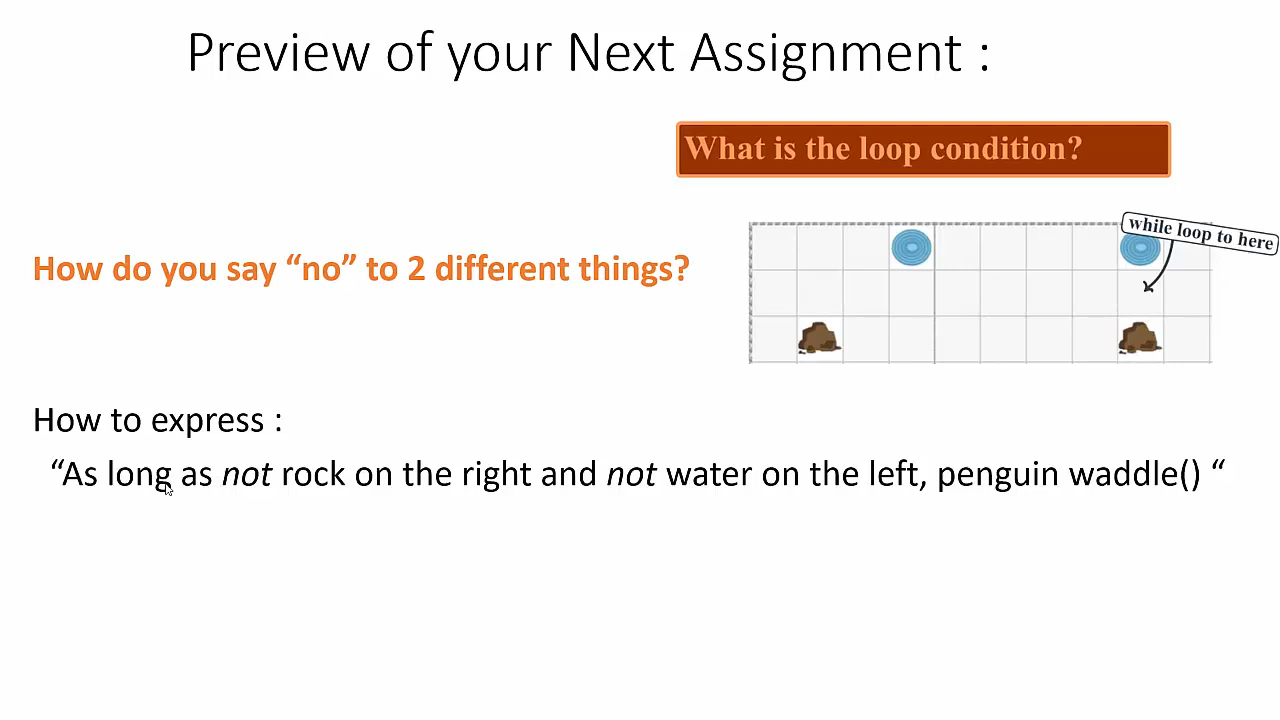 Preview of your Next Assignment :
What is the loop condition?
while loop to here
How do you say “no” to 2 different things?
How to express :
“As long as not rock on the right and not water on the left, penguin waddle() “